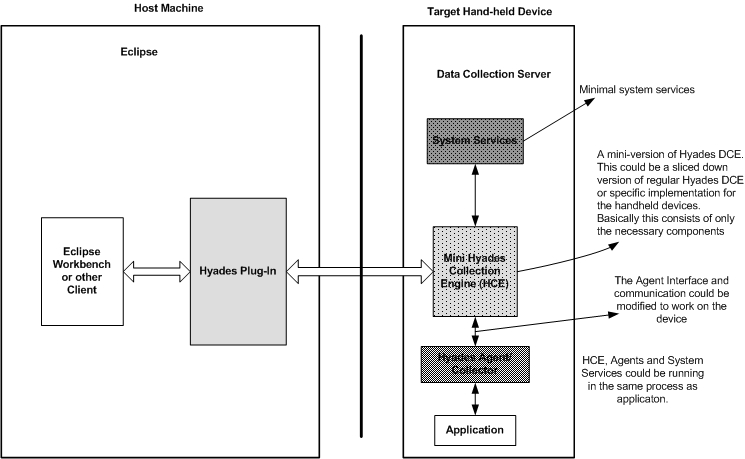 Host Machine
Target Hand-held Device
Eclipse
Data Collection Server
Minimal system services
System Services
A mini-version of Hyades DCE.
This could be a sliced down
version of regular Hyades DCE
or specific implementation for
the handheld devices.
Basically this consists of only
the necessary components
Eclipse
Workbench
or other
Client
Hyades Plug-In
Mini Hyades
Collection
Engine (HCE)
The Agent Interface and
communication could be
modified to work on the
device
Hyades Agent
Collector
HCE, Agents and System
Services could be running
in the same process as
applicaton.
Application